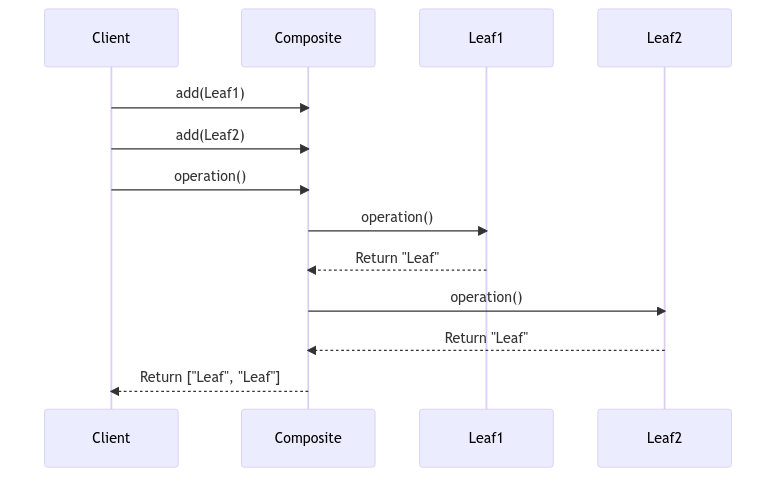 Client
Composite
Leaf1
Leaf2
add(Leaf1)
add(Leaf2)
operation()
operation()
Return "Leaf"
operation()
Return "Leaf"
Return ["Leaf", "Leaf"]
Client
Composite
Leaf1
Leaf2